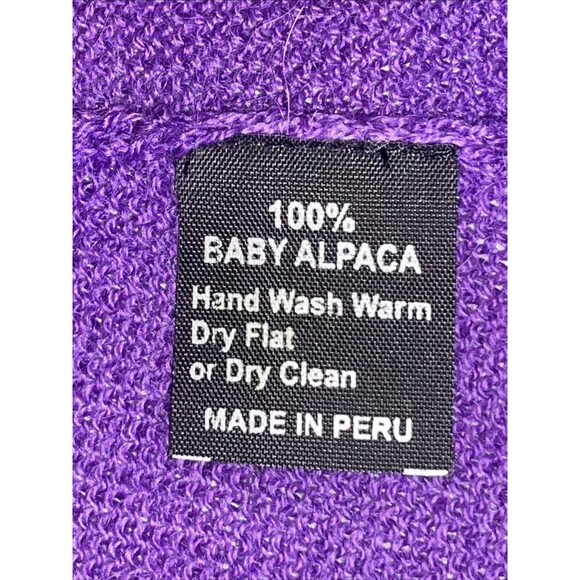 100%
BABY ALPACA
Hand Wash Warm
Dry Flat
or Dry Clean
MADE IN PERU